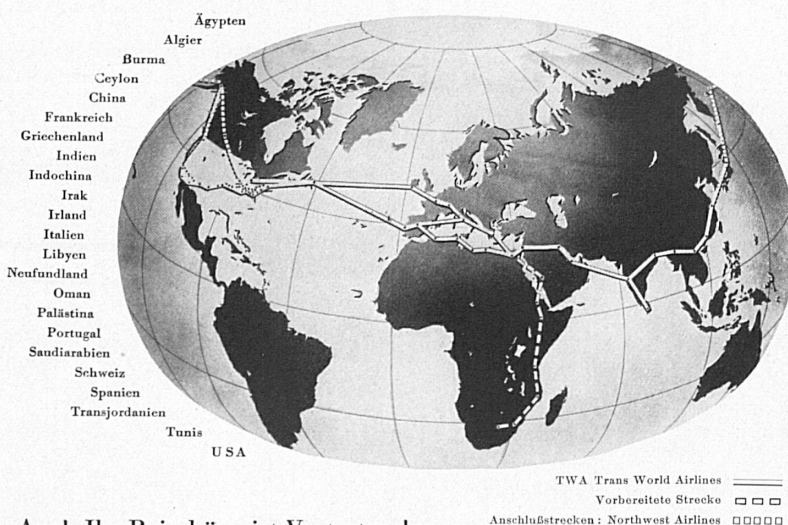 Ägypten
Algier
Burma
Ceylon
China
Frankreich
Griechenland
Indien
Indochina
Irak
Irland
Italien
Libyen
Neufundland
Oman
Palästina
Portugal
Saudiarabien
Schweiz
Spanien
Transjordanien
Tunis
USA
TWA Trans World Airlines
Vorbereitete Strecke
Anschlußstrecken: Northwest Airlines